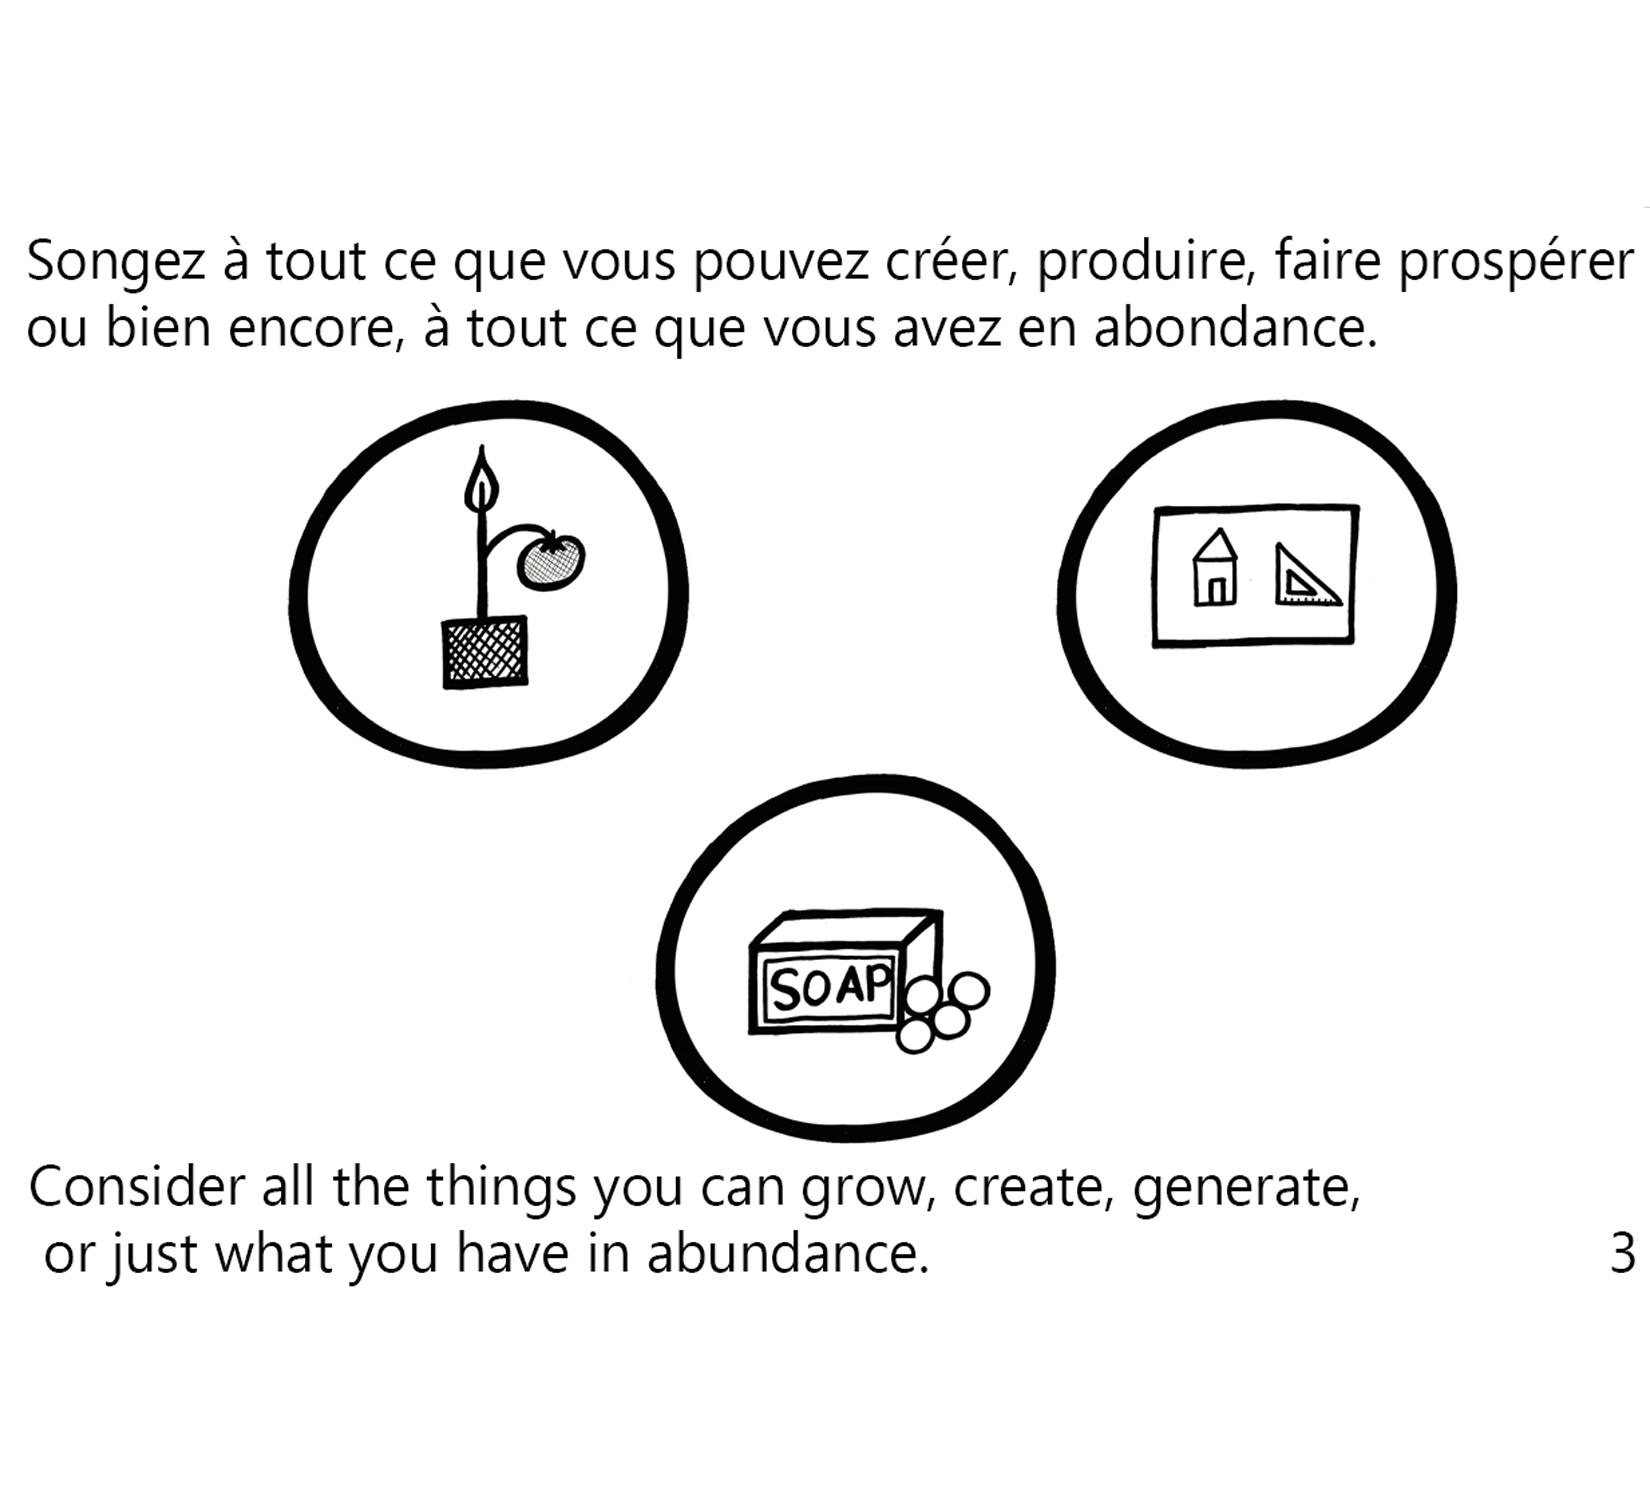 Songez à tout ce que vous pouvez créer, produire, faire prospérer
ou bien encore, à tout ce que vous avez en abondance.
SOAP
Consider all the things you can grow, create, generate,
or just what you have in abundance.
3